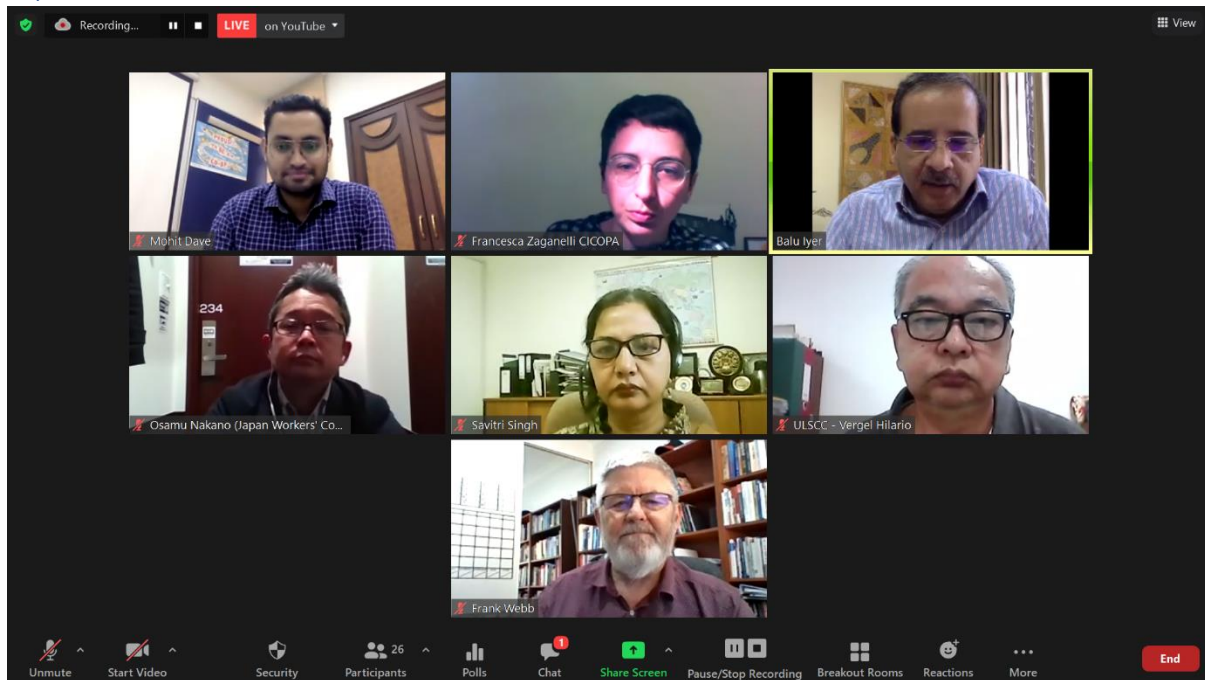 Recording...
LIVE on YouTube
View
Mohit Dave
Francesca Zaganelli CICOPA
Balu Iyer
234
Osamu Nakano (Japan Workers' Co...
Savitri Singh
ULSCC - Vergel Hilario
Frank Webb
26
1
Unmute
Start Video
Security
Participants
Polls
Chat
Share Screen
Pause/Stop Recording
Breakout Rooms
Reactions
More
End